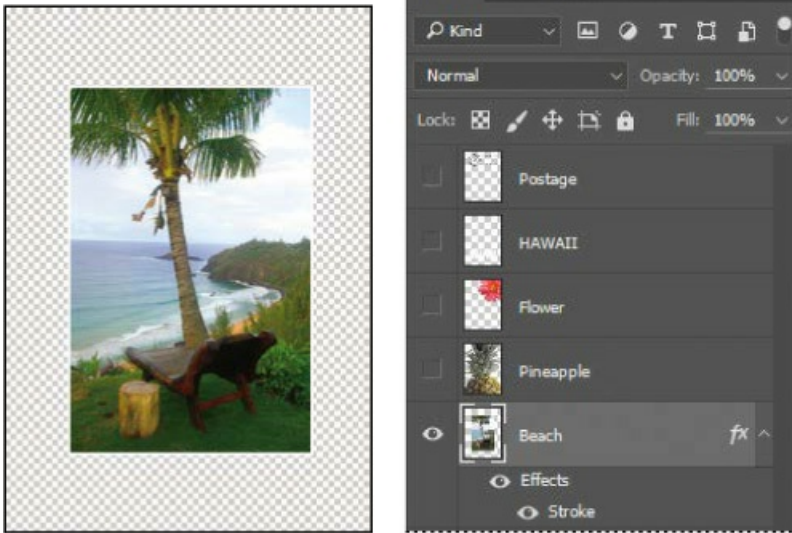 Kind
T
Normal Opacity: 100%
Lock: Fill: 100%
Postage
HAWAII
Flower
Pineapple
Beach fx
Effects
Stroke